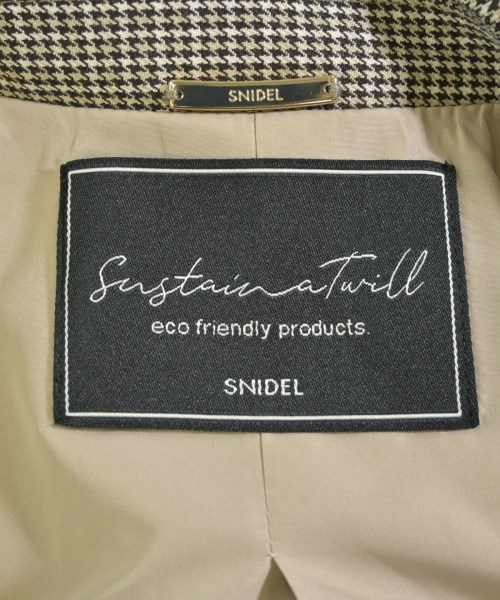 SNIDEL
SustainaTwill
eco friendly products.
SNIDEL